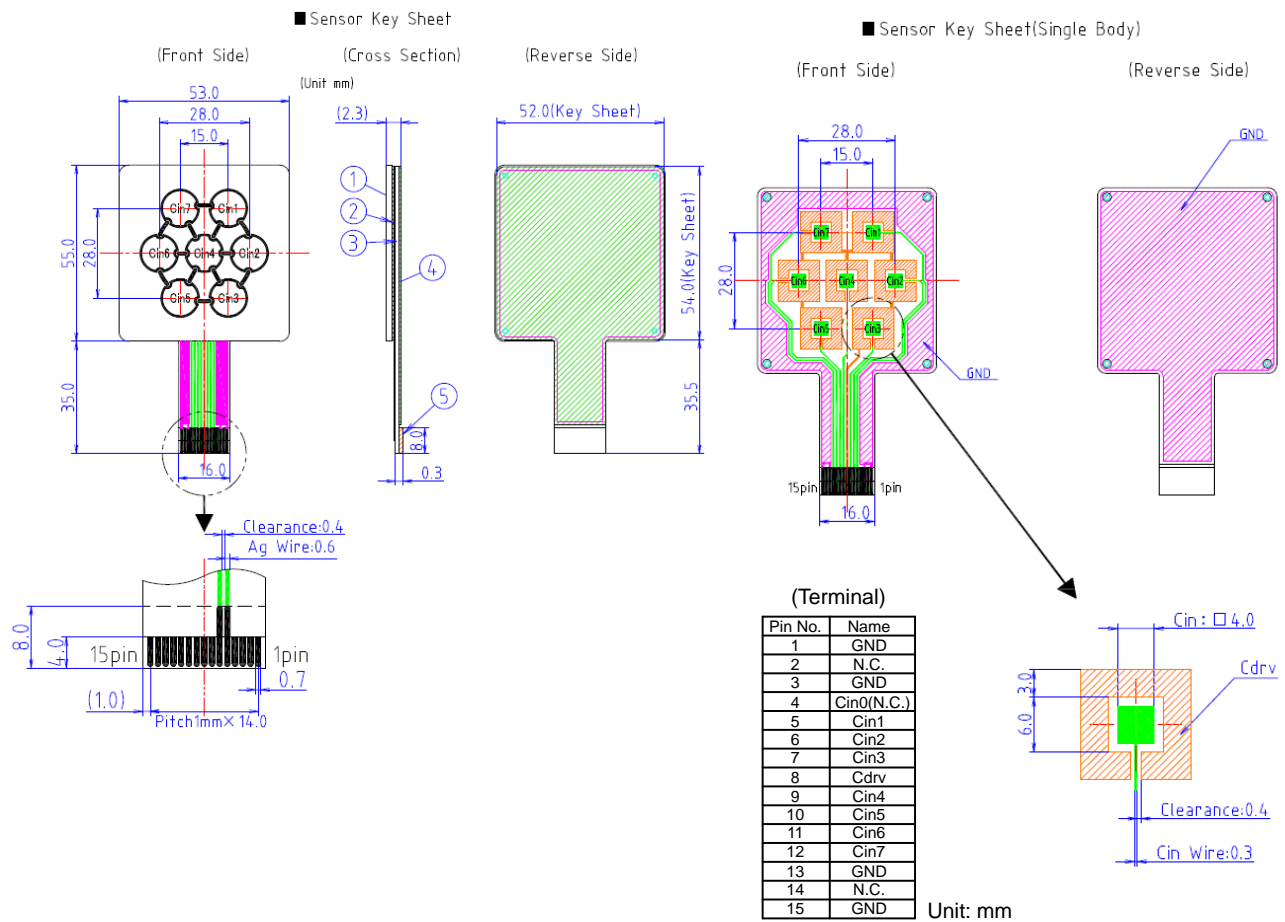 ■ Sensor Key Sheet
(Front Side)
(Cross Section)
(Reverse Side)
(Unit mm)
53.0
28.0
15.0
(2.3)
52.0(Key Sheet)
55.0
28.0
35.0
Cin7
Cin1
Cin6
Cin4
Cin2
Cin5
Cin3
16.0
1
2
3
4
5
8.0
0.3
54.0(Key Sheet)
35.5
Clearance:0.4
Ag Wire:0.6
8.0
4.0
15pin
1pin
0.7
(1.0)
Pitch1mm×14.0
■ Sensor Key Sheet(Single Body)
(Front Side)
(Reverse Side)
28.0
15.0
28.0
Cin7
Cin1
Cin6
Cin4
Cin2
Cin5
Cin3
GND
GND
15pin
1pin
16.0
(Terminal)
Pin No. Name
1 GND
2 N.C.
3 GND
4 Cin0(N.C.)
5 Cin1
6 Cin2
7 Cin3
8 Cdrv
9 Cin4
10 Cin5
11 Cin6
12 Cin7
13 GND
14 N.C.
15 GND
Unit: mm
Cin:□4.0
3.0
6.0
Cdrv
Clearance:0.4
Cin Wire:0.3